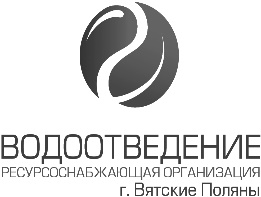 ВОДООТВЕДЕНИЕ
РЕСУРСОСНАБЖАЮЩАЯ ОРГАНИЗАЦИЯ
г. Вятские Поляны